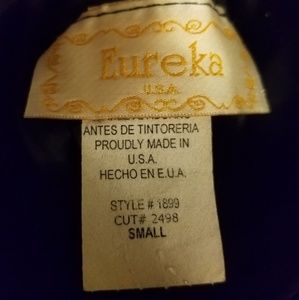 Eureka
U.S.A.
ANTES DE TINTORERIA
PROUDLY MADE IN
U.S.A.
HECHO EN E.U.A.
STYLE # 1899
CUT# 2498
SMALL